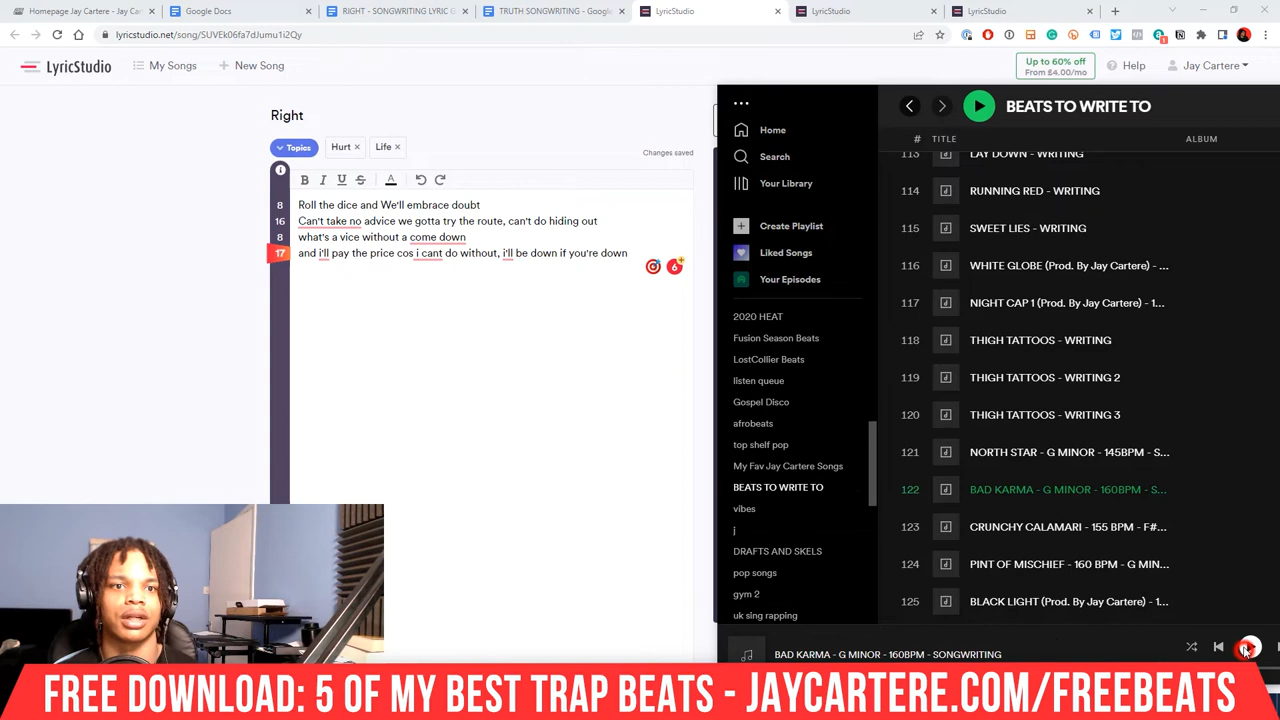 Homepage Jay Cartere - Jay Car
Google Docs
RIGHT - SONGWRITING LYRIC G
TRUTH SONGWRITING - Google
LyricStudio
LyricStudio
LyricStudio
lyricstudio.net/song/SUVEk06fa7dJumu1i2Qy
LyricStudio
My Songs
New Song
Up to 60% off
From £4.00/mo
Help
Jay Cartere
Right
Topics
Hurt
Life
Changes saved
B I U S A
8 Roll the dice and We'll embrace doubt
16 Can't take no advice we gotta try the route, can't do hiding out
8 what's a vice without a come down
17 and i'll pay the price cos i cant do without, i'll be down if you're down
6
BEATS TO WRITE TO
Home
Search
Your Library
Create Playlist
Liked Songs
Your Episodes
2020 HEAT
Fusion Season Beats
LostCollier Beats
listen queue
Gospel Disco
afrobeats
top shelf pop
My Fav Jay Cartere Songs
BEATS TO WRITE TO
vibes
j
DRAFTS AND SKELS
pop songs
gym 2
uk sing rapping
# TITLE ALBUM
113 LAY DOWN - WRITING
114 RUNNING RED - WRITING
115 SWEET LIES - WRITING
116 WHITE GLOBE (Prod. By Jay Cartere) - ...
117 NIGHT CAP 1 (Prod. By Jay Cartere) - 1...
118 THIGH TATTOOS - WRITING
119 THIGH TATTOOS - WRITING 2
120 THIGH TATTOOS - WRITING 3
121 NORTH STAR - G MINOR - 145BPM - S...
122 BAD KARMA - G MINOR - 160BPM - S...
123 CRUNCHY CALAMARI - 155 BPM - F#...
124 PINT OF MISCHIEF - 160 BPM - G MIN...
125 BLACK LIGHT (Prod. By Jay Cartere) - 1...
BAD KARMA - G MINOR - 160BPM - SONGWRITING
FREE DOWNLOAD: 5 OF MY BEST TRAP BEATS - JAYCARTERE.COM/FREEBEATS